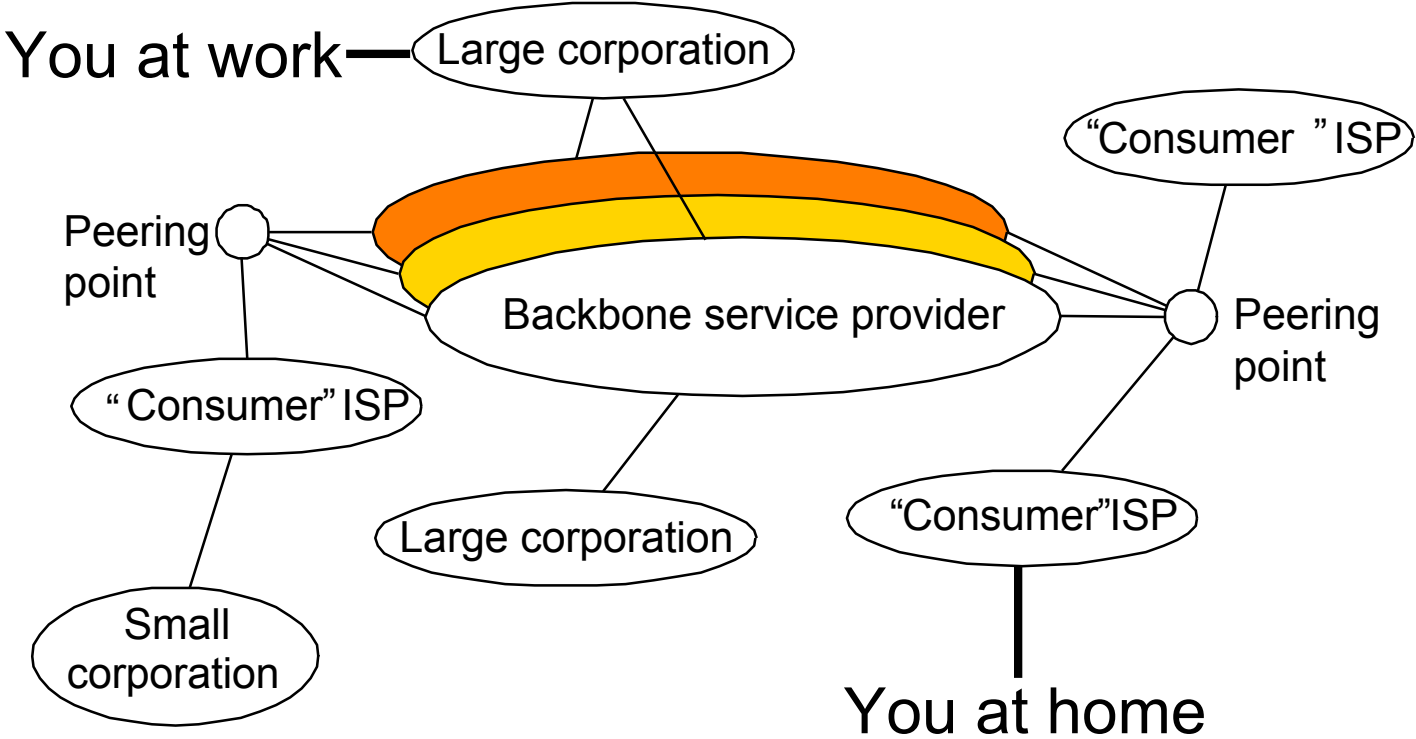 You at work
Large corporation
“Consumer ”ISP
Peering
point
Backbone service provider
Peering
point
“Consumer”ISP
Large corporation
“Consumer”ISP
Small
corporation
You at home